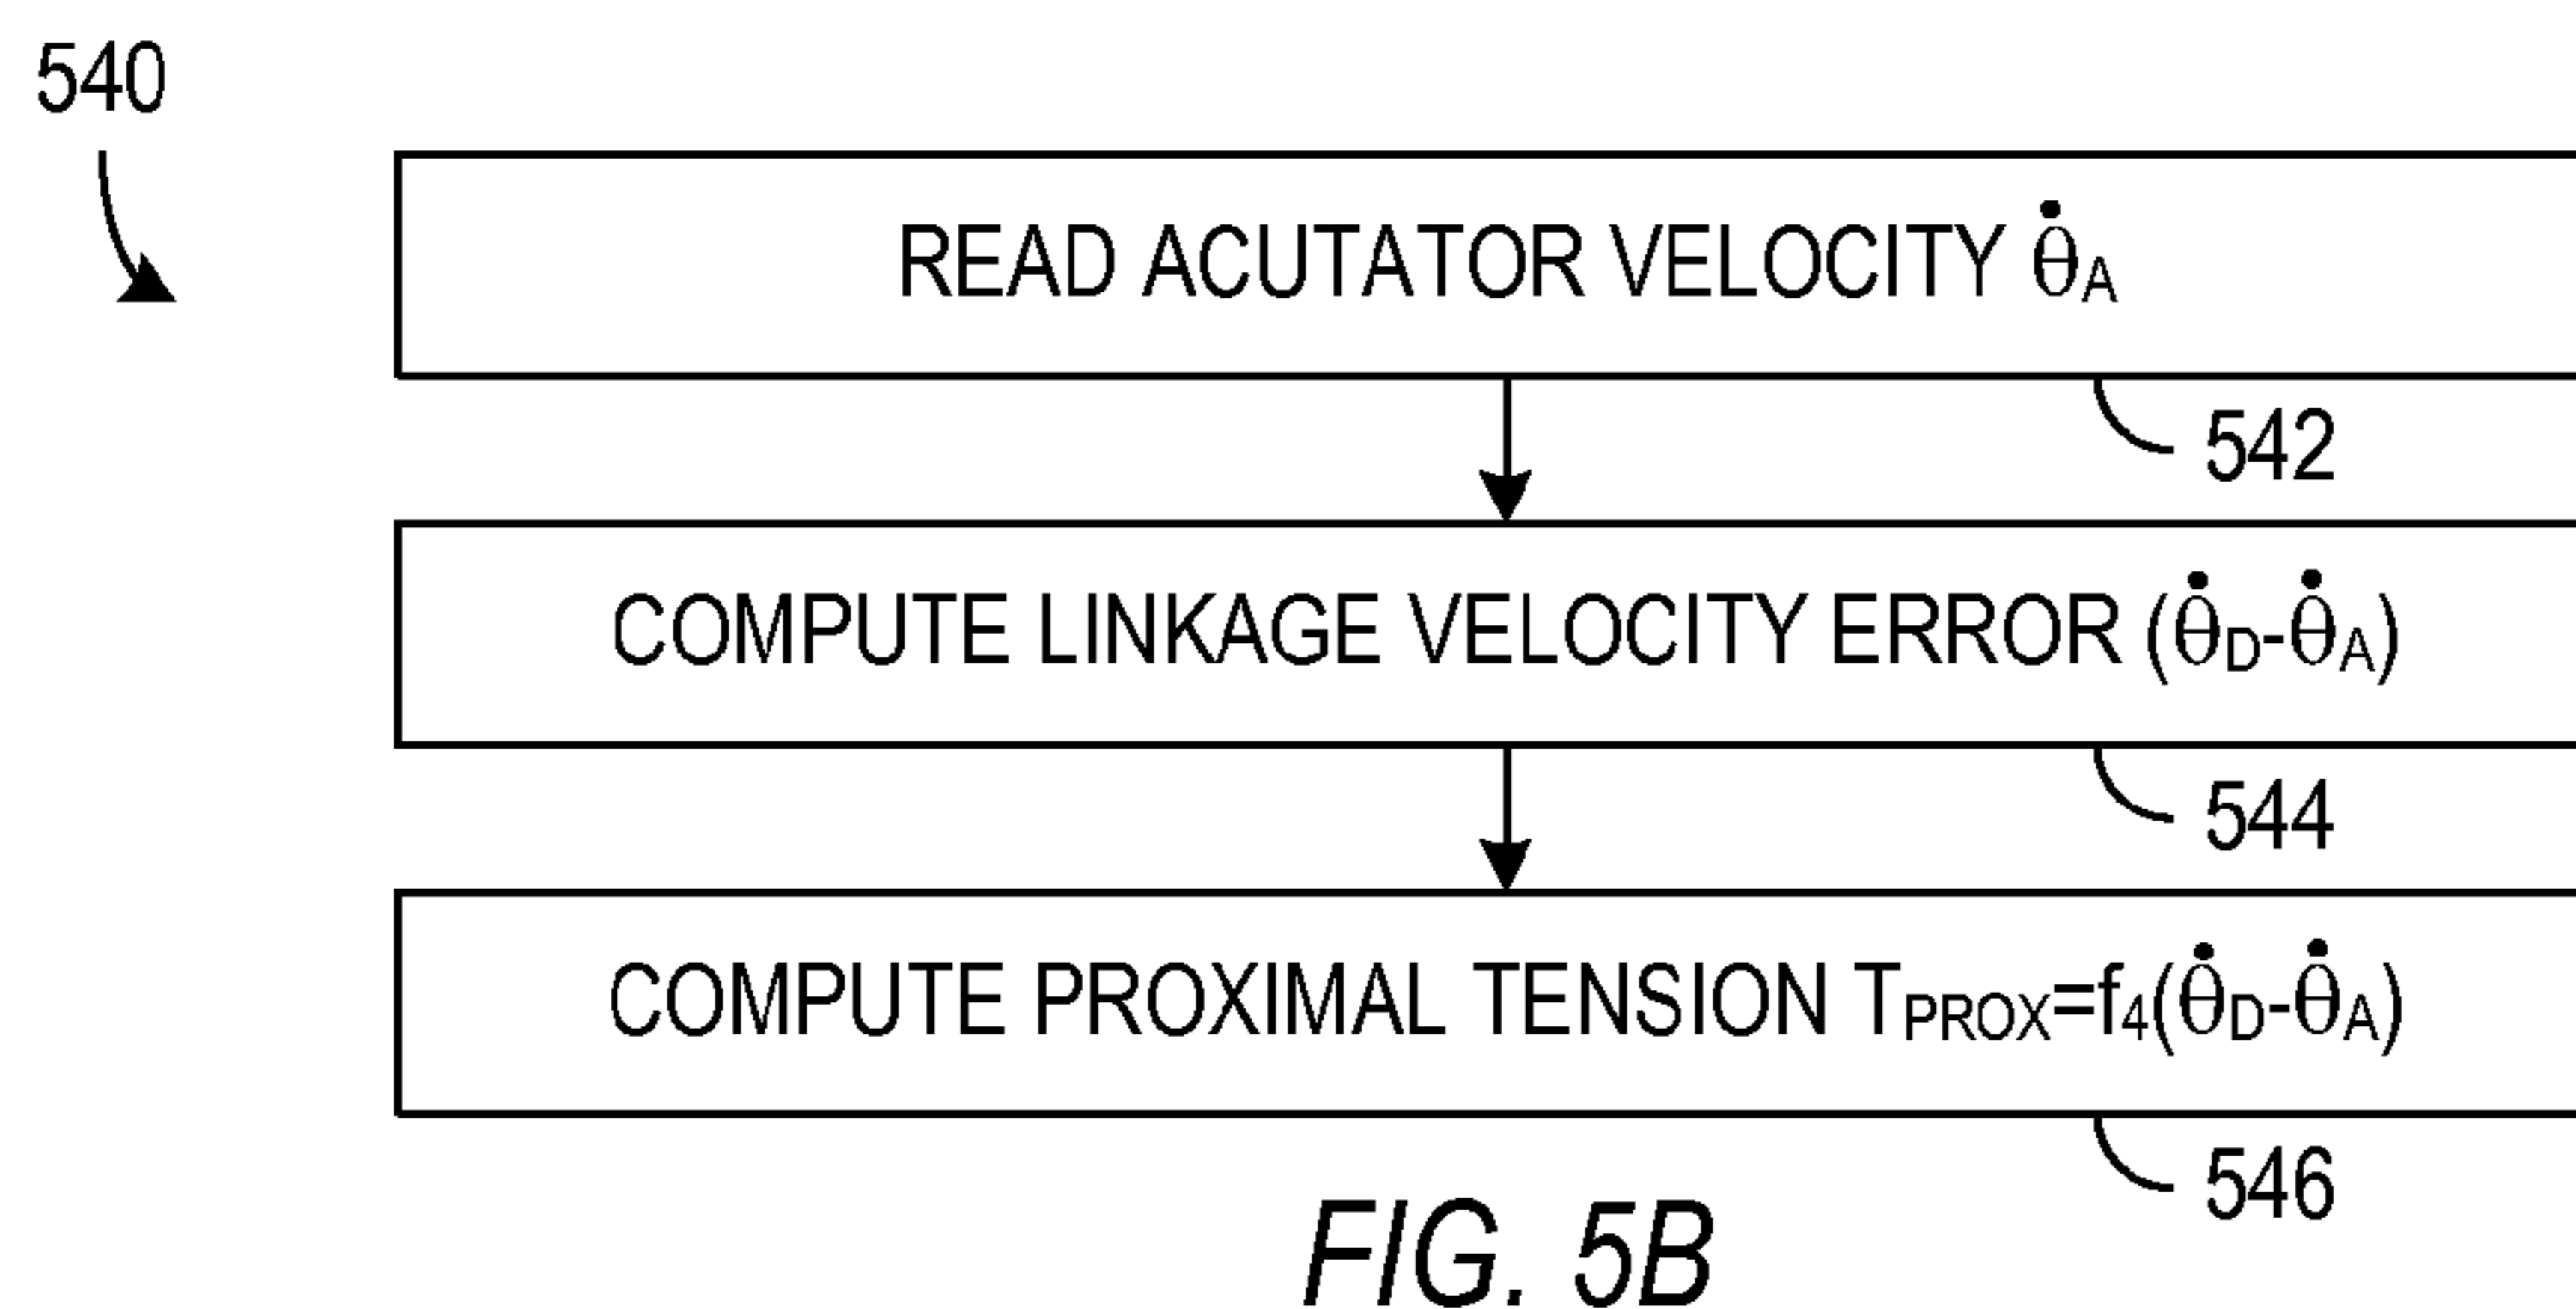 540
READ ACUTATOR VELOCITY θ̇A
542
COMPUTE LINKAGE VELOCITY ERROR (θ̇D-θ̇A)
544
COMPUTE PROXIMAL TENSION TPROX=f4(θ̇D-θ̇A)
546
FIG. 5B